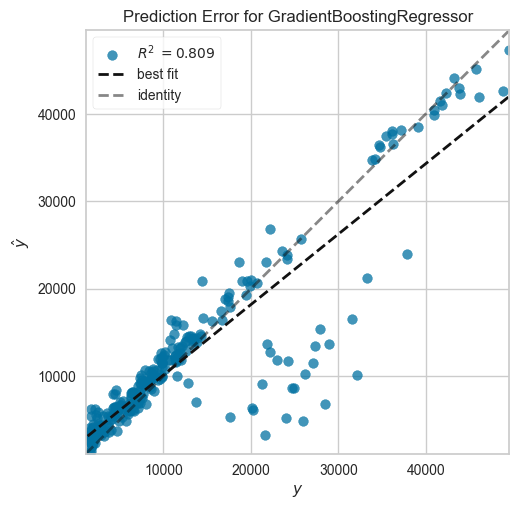 Prediction Error for GradientBoostingRegressor
R² = 0.809
best fit
identity
40000
30000
20000
10000
ŷ
10000 20000 30000 40000
y